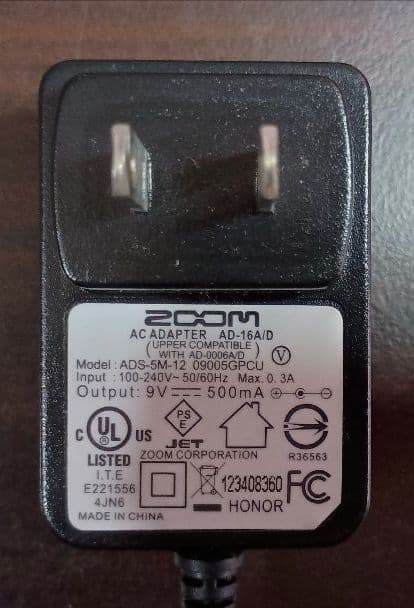 ZOOM
AC ADAPTER AD-16A/D
( UPPER COMPATIBLE )
WITH AD-0006A/D
V
Model : ADS-5M-12 09005GPCU
Input : 100-240V~ 50/60Hz Max. 0.3A
Output: 9V 500mA
C UL US
LISTED
I.T.E
E221556
4JN6
MADE IN CHINA
PS
E
JET
R36563
ZOOM CORPORATION
123408360
FC
HONOR